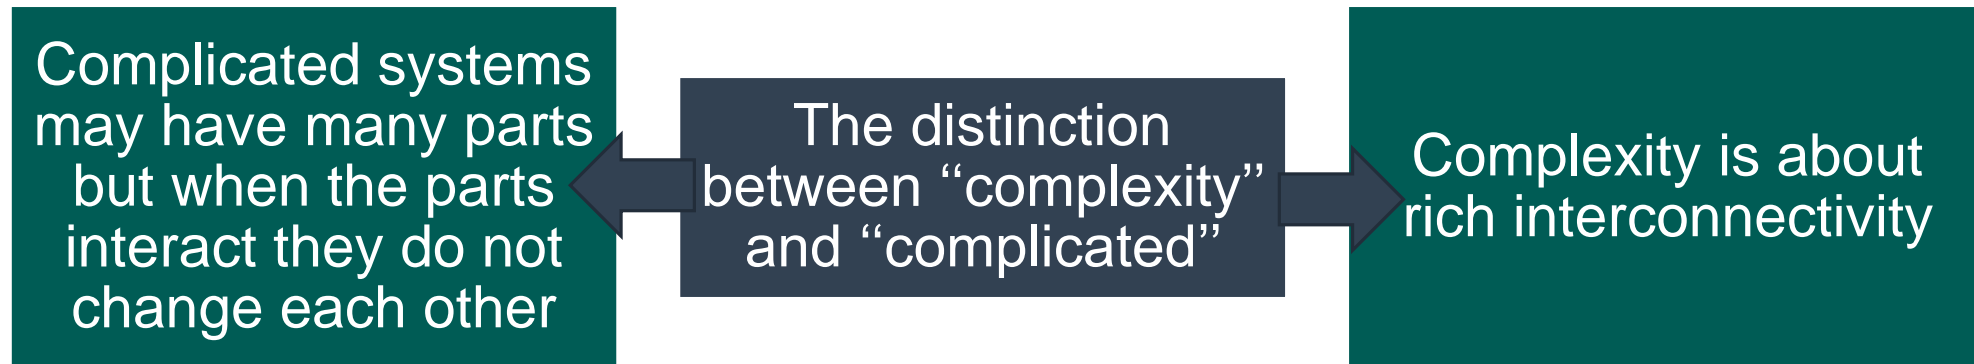 Complicated systems
may have many parts
but when the parts
interact they do not
change each other
The distinction
between ‘‘complexity’’
and ‘‘complicated’’
Complexity is about
rich interconnectivity